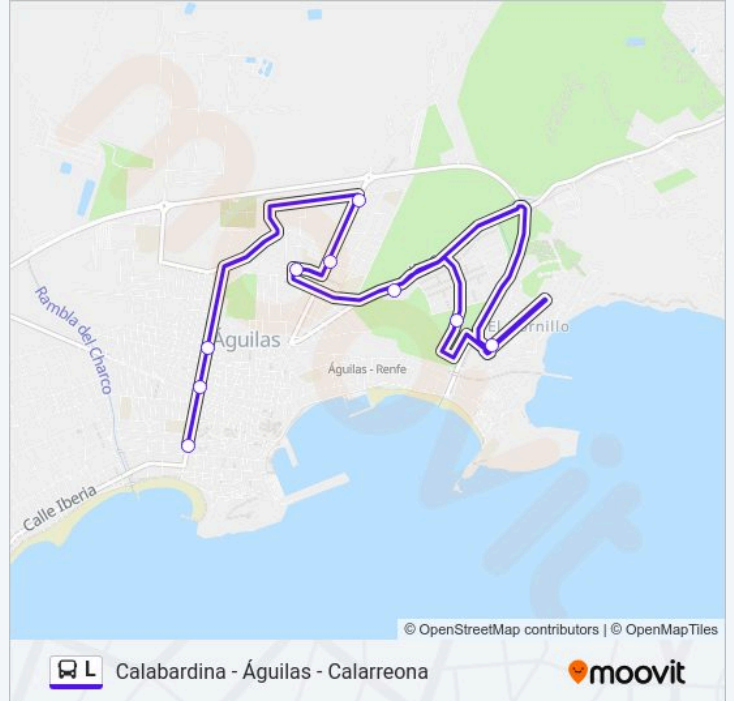 Rambla del Charco
El Hornillo
Águilas
Águilas - Renfe
Calle Iberia
© OpenStreetMap contributors | © OpenMapTiles
L Calabardina - Águilas - Calarreona
moovit